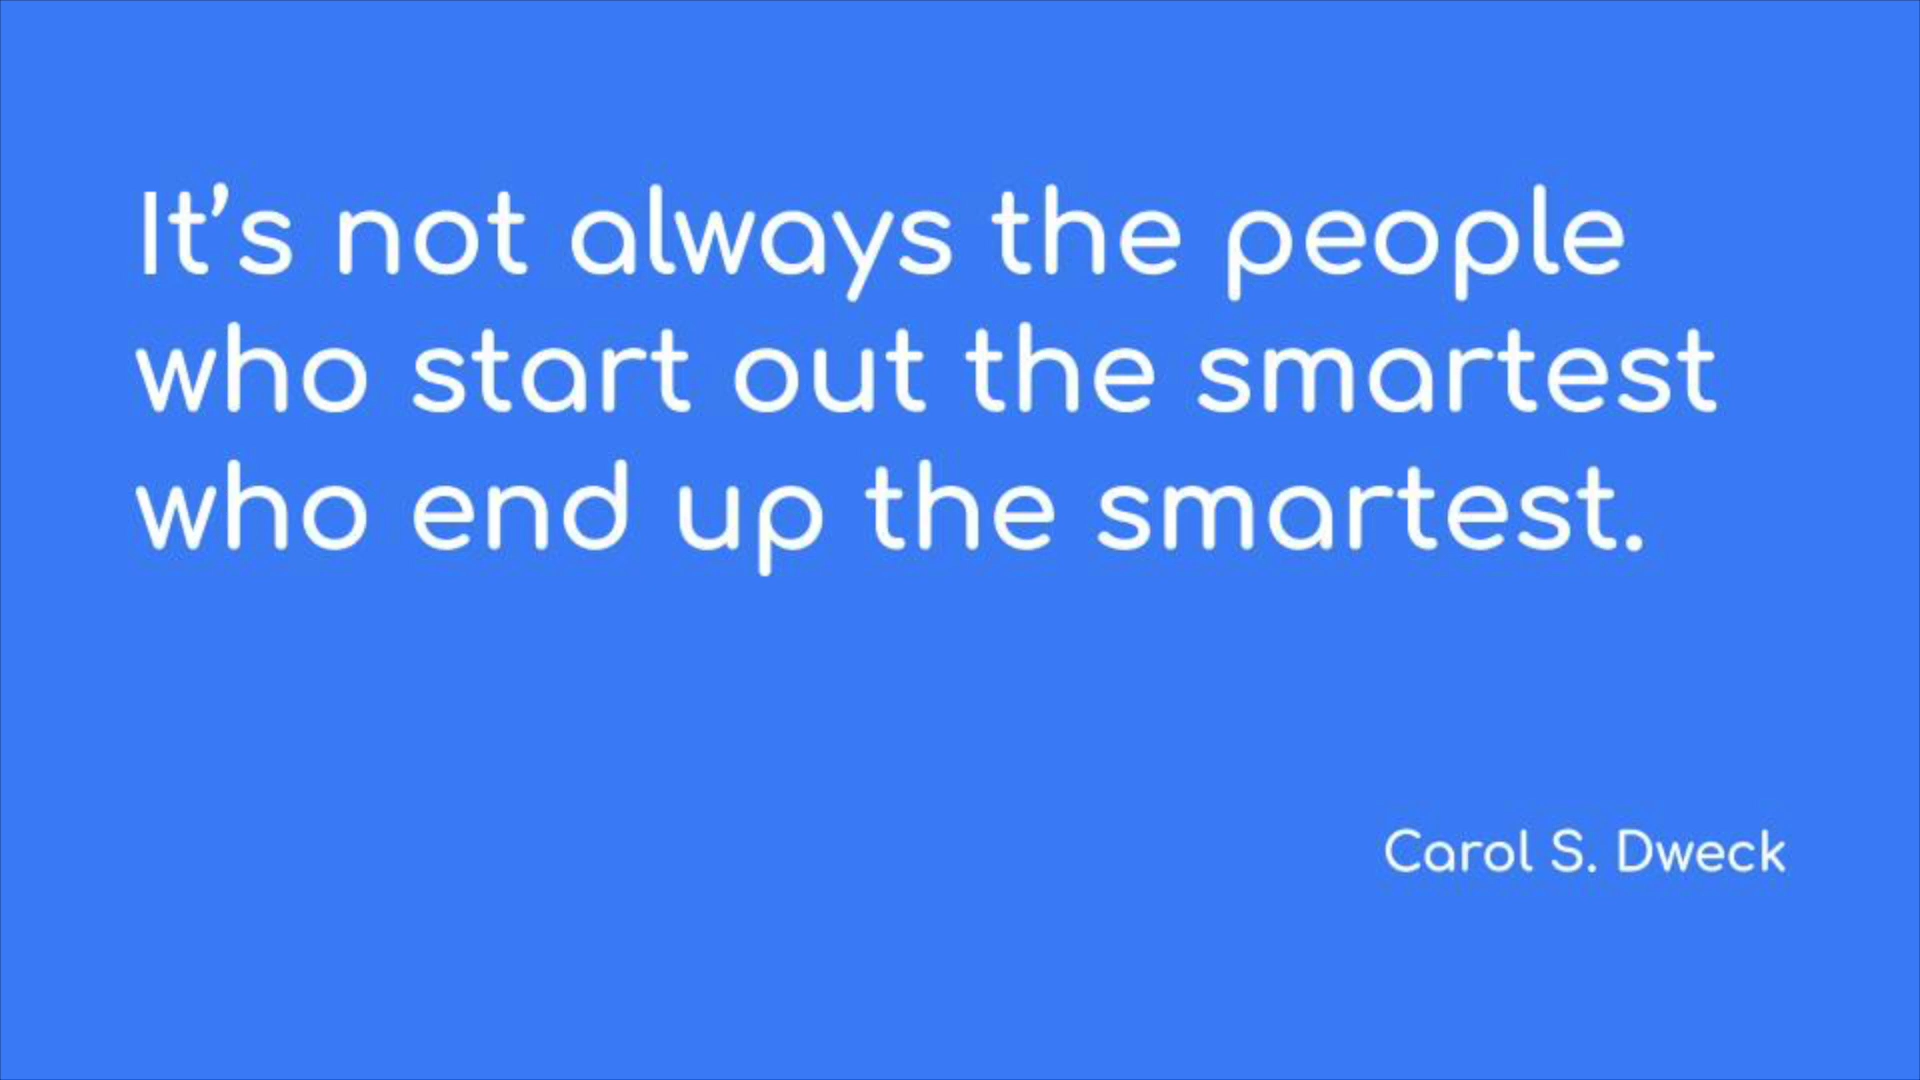 It’s not always the people
who start out the smartest
who end up the smartest.
Carol S. Dweck